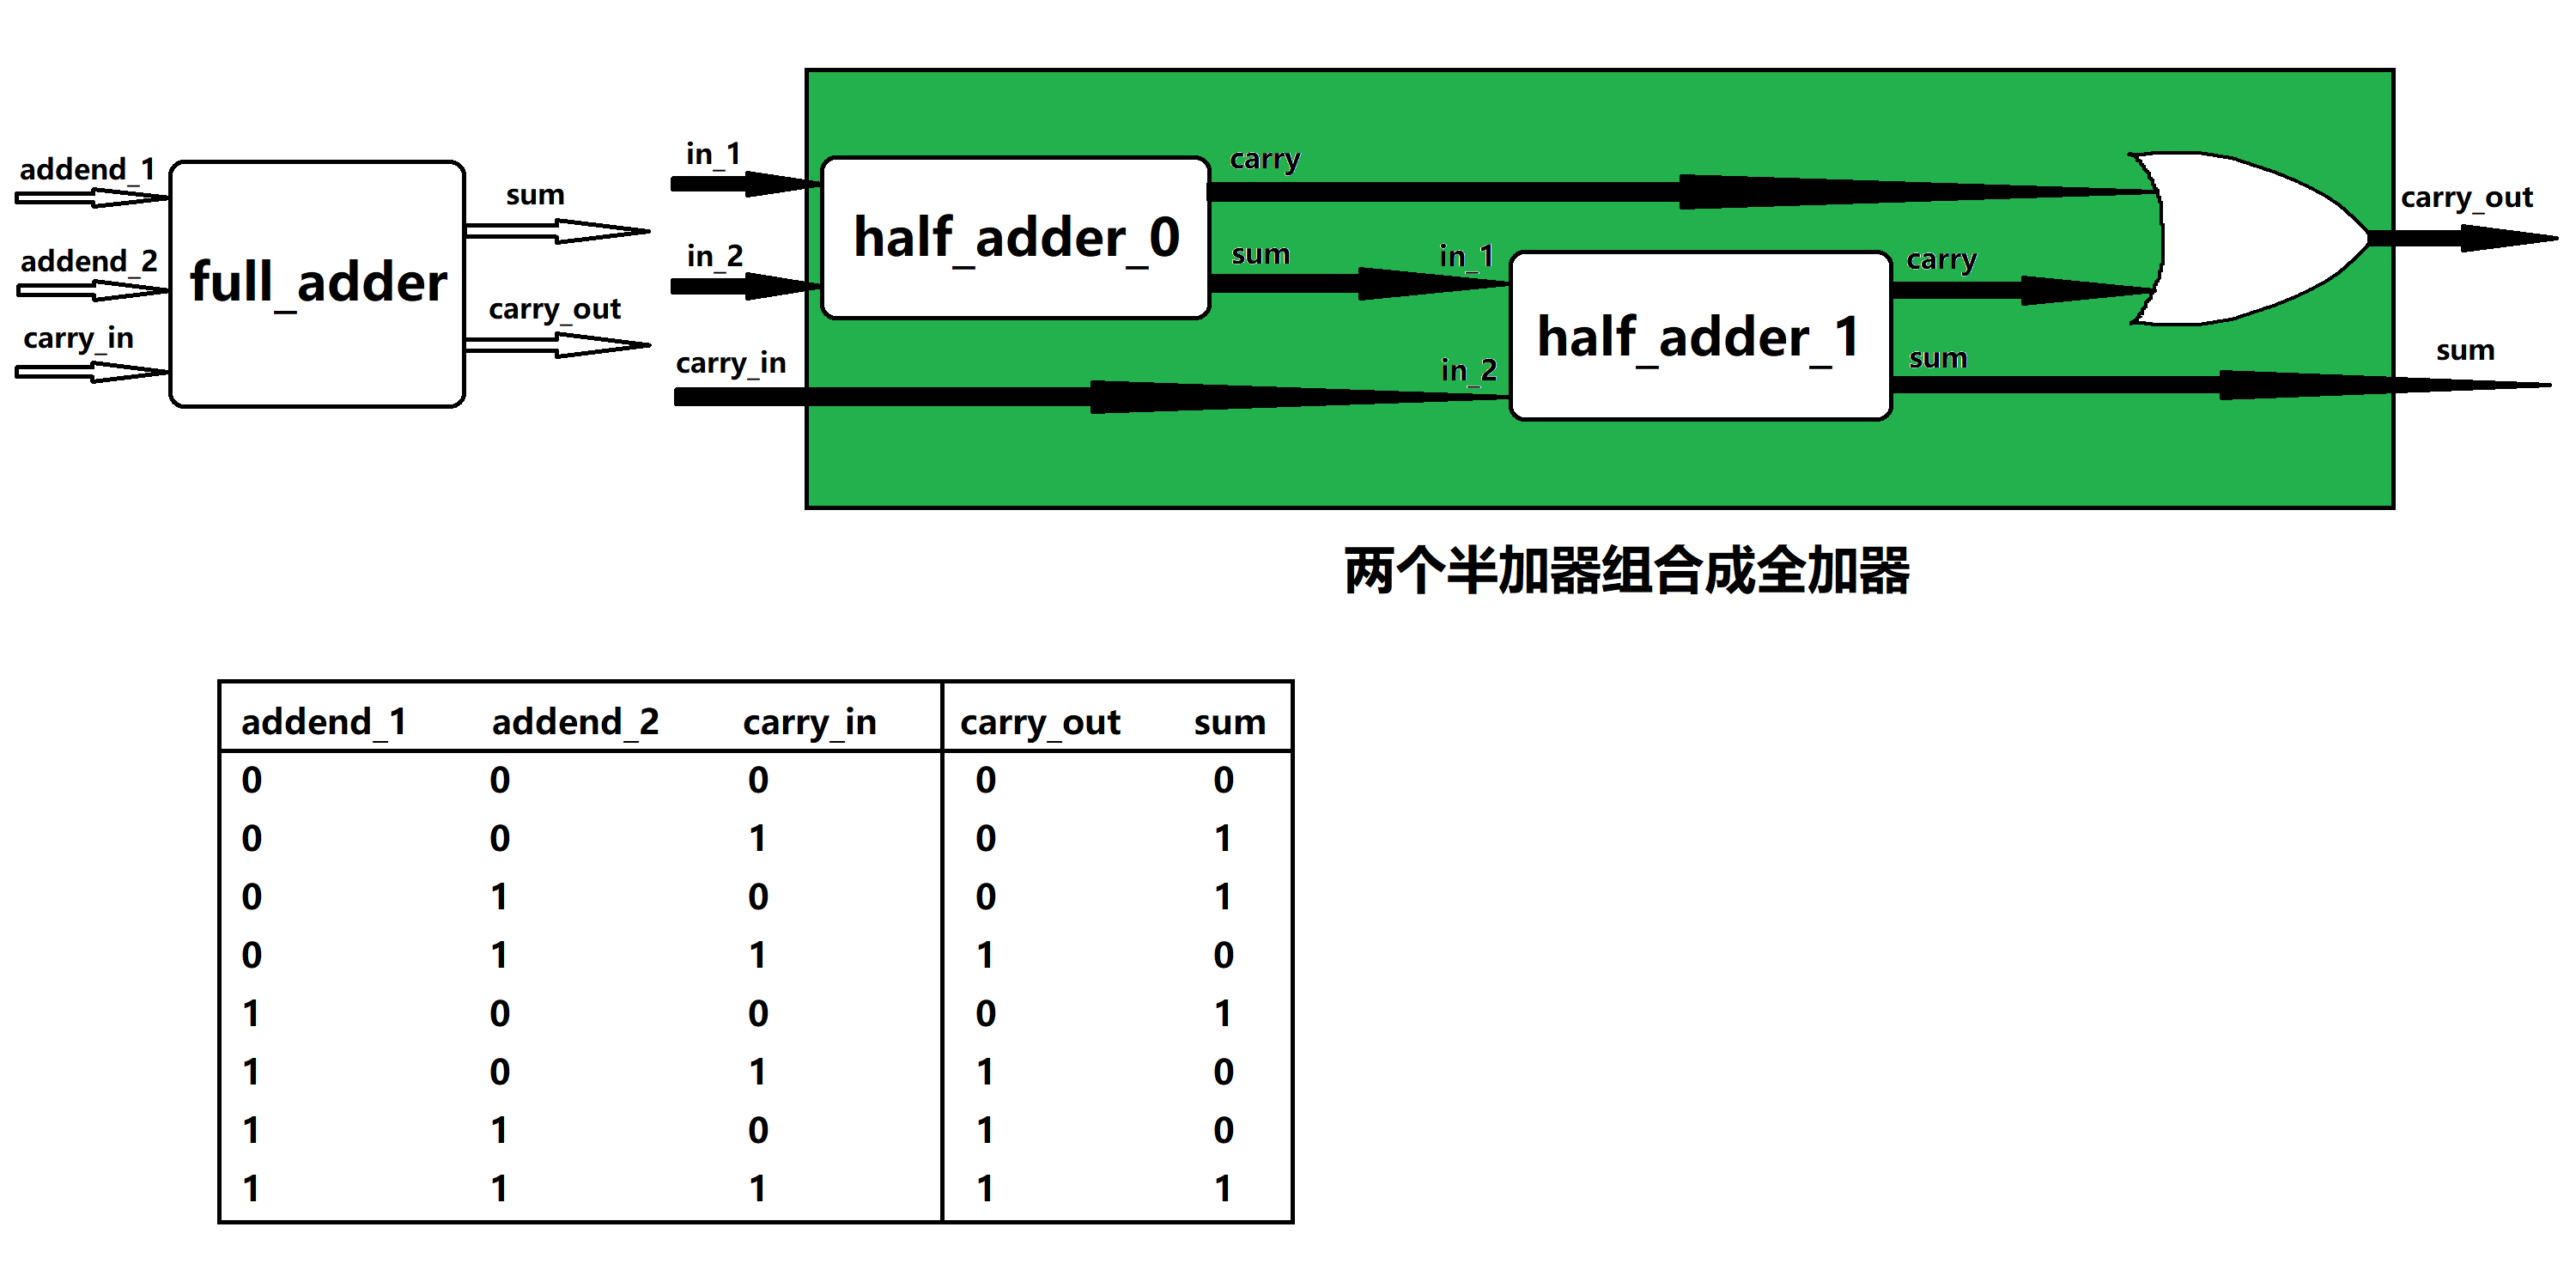 addend_1
addend_2
carry_in
full_adder
sum
carry_out
in_1
in_2
carry_in
half_adder_0
carry
sum
in_1
in_2
half_adder_1
carry
sum
carry_out
sum
两个半加器组合成全加器
addend_1 addend_2 carry_in carry_out sum
0 0 0 0 0
0 0 1 0 1
0 1 0 0 1
0 1 1 1 0
1 0 0 0 1
1 0 1 1 0
1 1 0 1 0
1 1 1 1 1